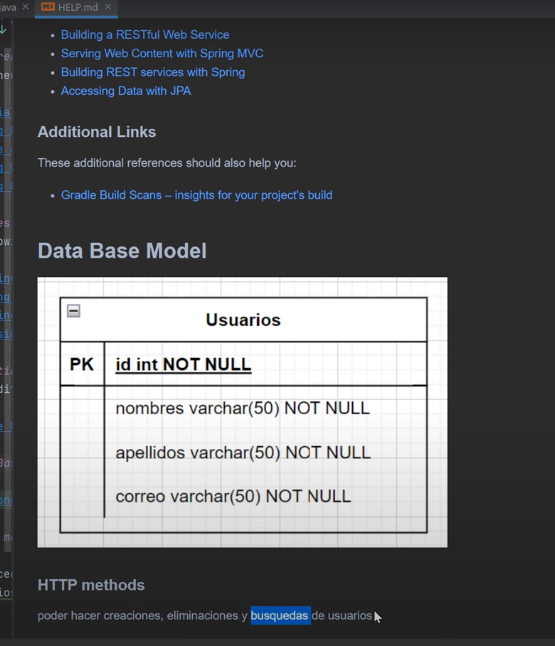 java
HELP.md
Building a RESTful Web Service
Serving Web Content with Spring MVC
Building REST services with Spring
Accessing Data with JPA
Additional Links
These additional references should also help you:
Gradle Build Scans – insights for your project's build
Data Base Model
Usuarios
PK id int NOT NULL
nombres varchar(50) NOT NULL
apellidos varchar(50) NOT NULL
correo varchar(50) NOT NULL
HTTP methods
poder hacer creaciones, eliminaciones y busquedas de usuarios